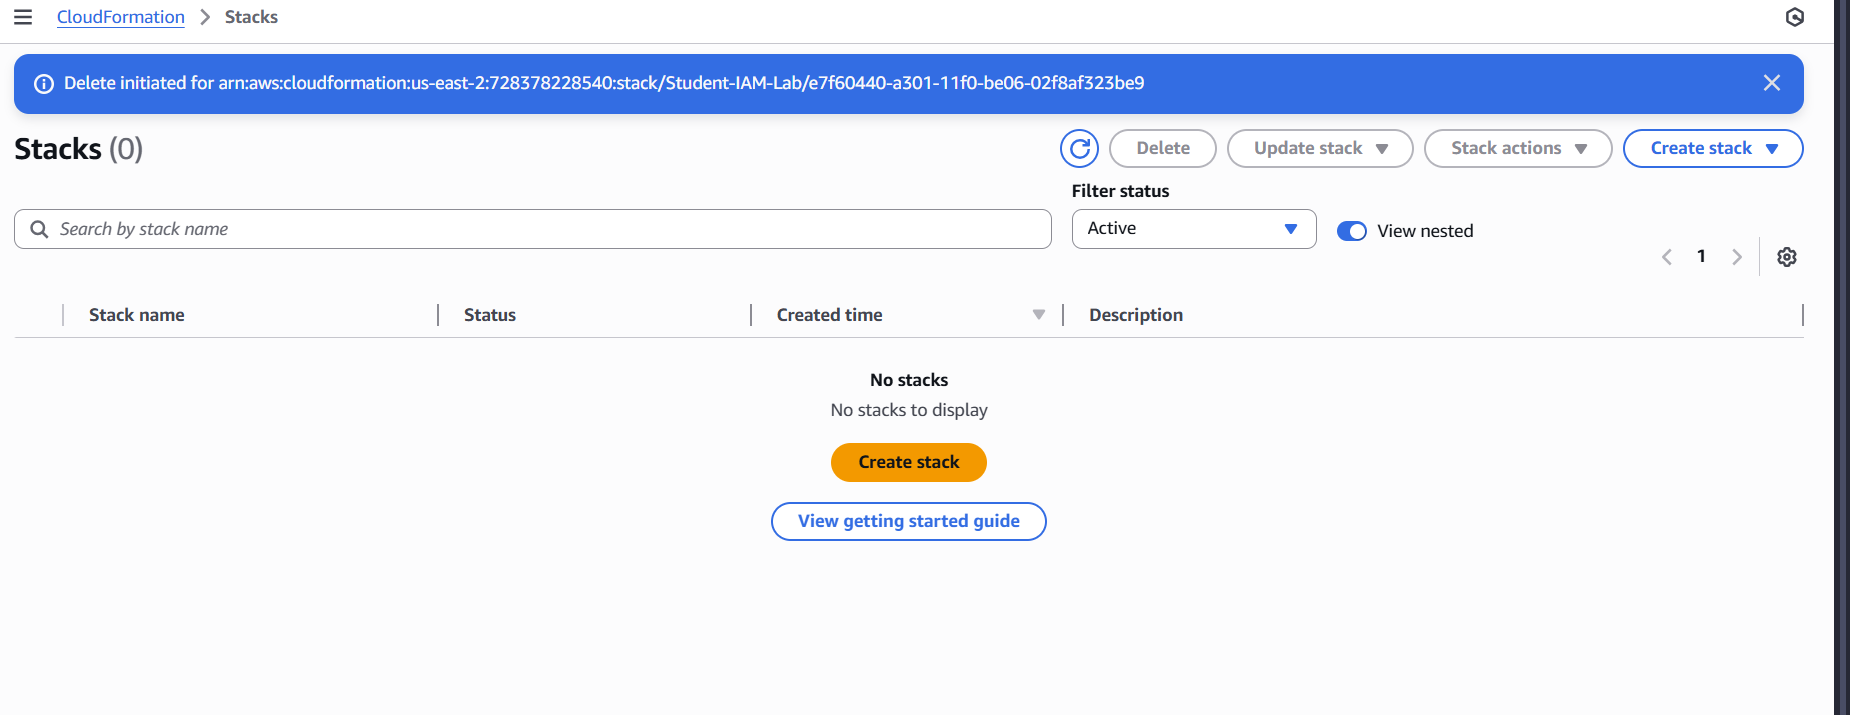 CloudFormation > Stacks
Delete initiated for arn:aws:cloudformation:us-east-2:728378228540:stack/Student-IAM-Lab/e7f60440-a301-11f0-be06-02f8af323be9
Stacks (0)
Delete
Update stack
Stack actions
Create stack
Filter status
Search by stack name
Active
View nested
1
Stack name
Status
Created time
Description
No stacks
No stacks to display
Create stack
View getting started guide